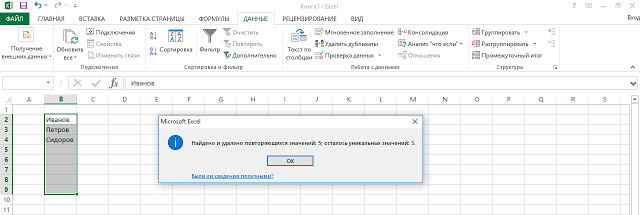 Книга1 - Excel
ФАЙЛ ГЛАВНАЯ ВСТАВКА РАЗМЕТКА СТРАНИЦЫ ФОРМУЛЫ ДАННЫЕ РЕЦЕНЗИРОВАНИЕ ВИД Вход
Получение внешних данных
Обновить все
Подключения
Свойства
Изменить связи
Подключения
Сортировка
Фильтр
Очистить
Повторить
Дополнительно
Сортировка и фильтр
Текст по столбцам
Мгновенное заполнение
Удалить дубликаты
Проверка данных
Консолидация
Анализ "что если"
Отношения
Работа с данными
Группировать
Разгруппировать
Промежуточный итог
Структура
fx Иванов
A B C D E F G H I J K L M N O P Q R S
1
2 Иванов
3 Петров
4 Сидоров
5
6
7
8
9
10
11
Microsoft Excel
Найдено и удалено повторяющихся значений: 5; осталось уникальных значений: 3.
ОК
Были ли сведения полезными?